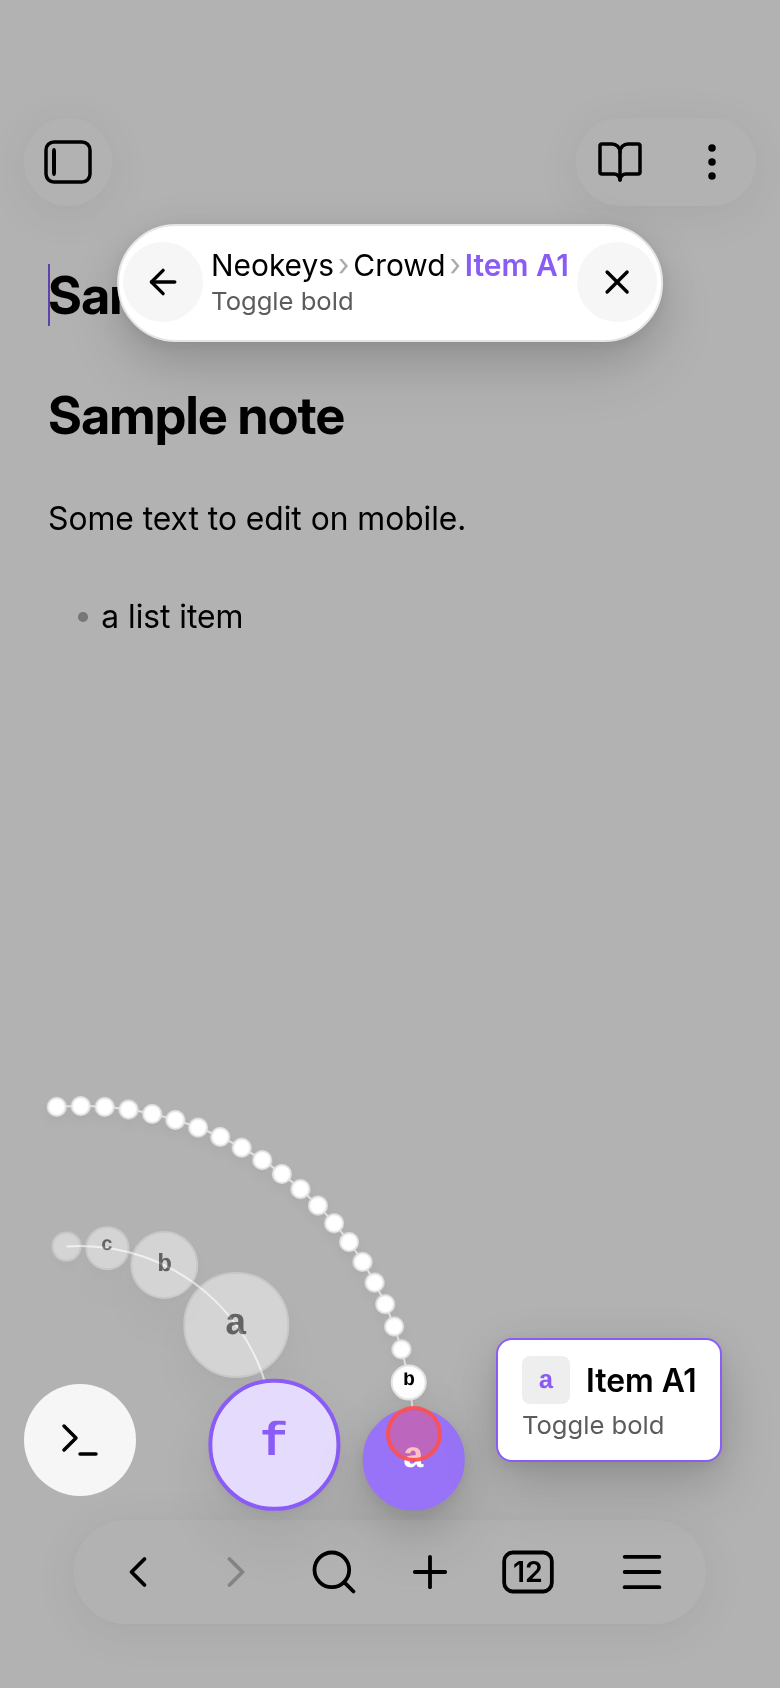 Neokeys › Crowd › Item A1
Toggle bold
Sample note
Some text to edit on mobile.
a list item
c
b
a
b
f
a
a Item A1
Toggle bold
12